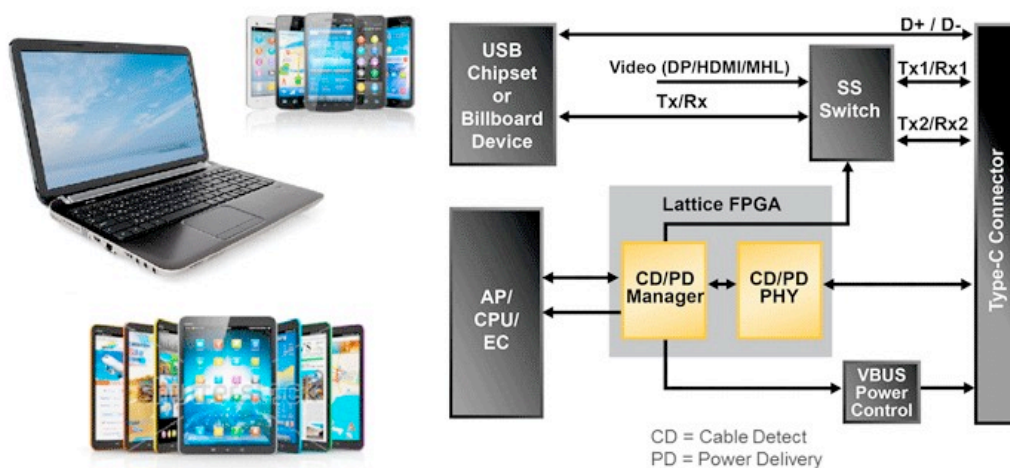 D+ / D-
USB
Chipset
or
Billboard
Device
Video (DP/HDMI/MHL)
Tx/Rx
SS
Switch
Tx1/Rx1
Tx2/Rx2
Type-C Connector
Lattice FPGA
AP/
CPU/
EC
CD/PD
Manager
CD/PD
PHY
VBUS
Power
Control
CD = Cable Detect
PD = Power Delivery